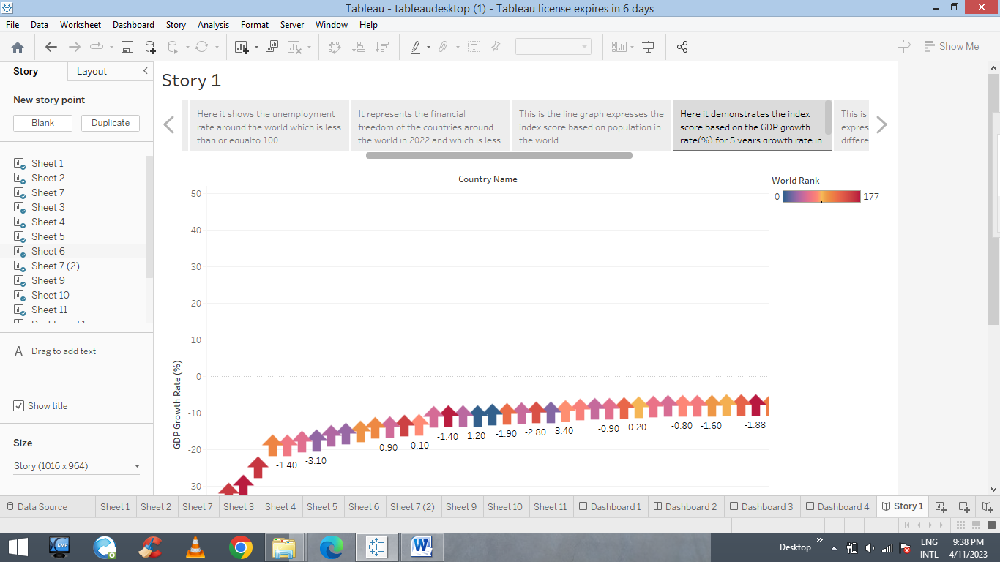 Tableau - tableaudesktop (1) - Tableau license expires in 6 days
File Data Worksheet Dashboard Story Analysis Format Server Window Help
Show Me
Story Layout
New story point
Blank Duplicate
Sheet 1
Sheet 2
Sheet 7
Sheet 3
Sheet 4
Sheet 5
Sheet 6
Sheet 7 (2)
Sheet 9
Sheet 10
Sheet 11
A Drag to add text
Show title
Size
Story (1016 x 964)
Story 1
Here it shows the unemployment
rate around the world which is less
than or equalto 100
It represents the financial
freedom of the countries around
the world in 2022 and which is less
This is the line graph expresses the
index score based on population in
the world
Here it demonstrates the index
score based on the GDP growth
rate(%) for 5 years growth rate in
This is
expres
differe
Country Name
World Rank
0 177
50
40
30
20
10
0
-10
-20
-30
GDP Growth Rate (%)
-1.40 -3.10 0.90 -0.10 -1.40 1.20 -1.90 -2.80 3.40 -0.90 0.20 -0.80 -1.60 -1.88
Data Source Sheet 1 Sheet 2 Sheet 7 Sheet 3 Sheet 4 Sheet 5 Sheet 6 Sheet 7 (2) Sheet 9 Sheet 10 Sheet 11 Dashboard 1 Dashboard 2 Dashboard 3 Dashboard 4 Story 1
KMP
Desktop
ENG
INTL
9:38 PM
4/11/2023